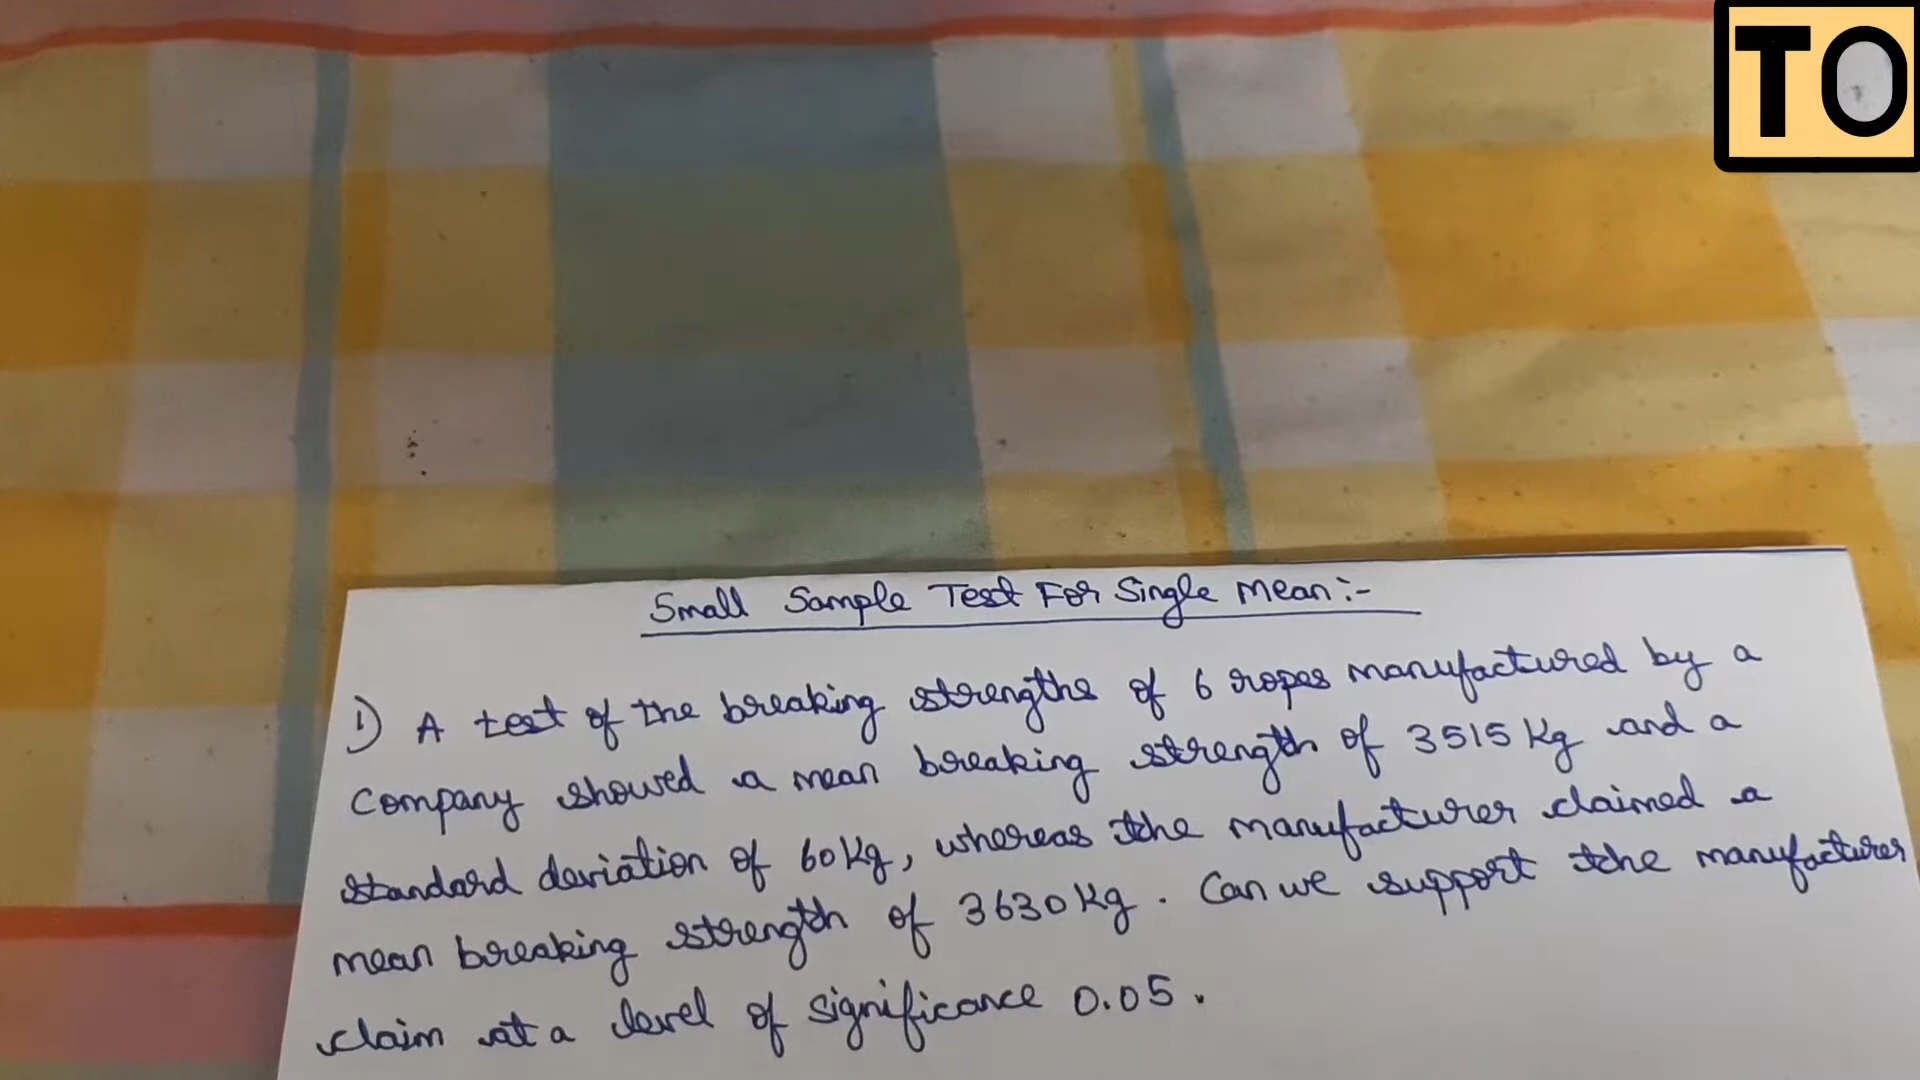 TO
Small Sample Test For Single Mean:-
1) A test of the breaking strengths of 6 ropes manufactured by a
company showed a mean breaking strength of 3515 Kg and a
standard deviation of 60Kg, whereas the manufacturer claimed a
mean breaking strength of 3630Kg. Can we support the manufacturer
claim at a level of significance 0.05.